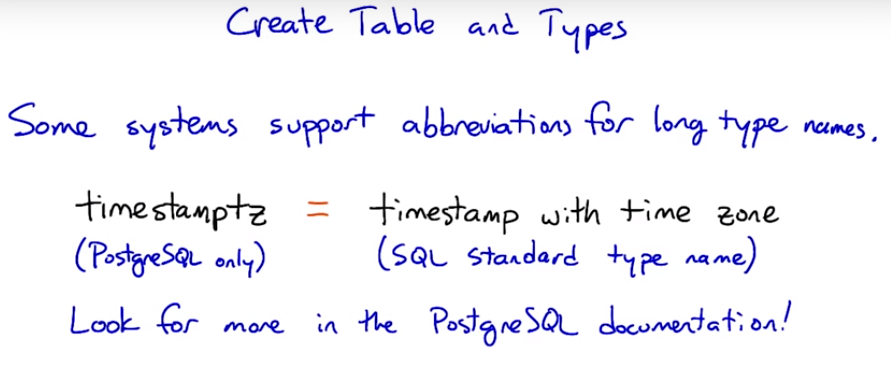 Create Table and Types
Some systems support abbreviations for long type names.
timestamptz = timestamp with time zone
(PostgreSQL only) (SQL standard type name)
Look for more in the PostgreSQL documentation!